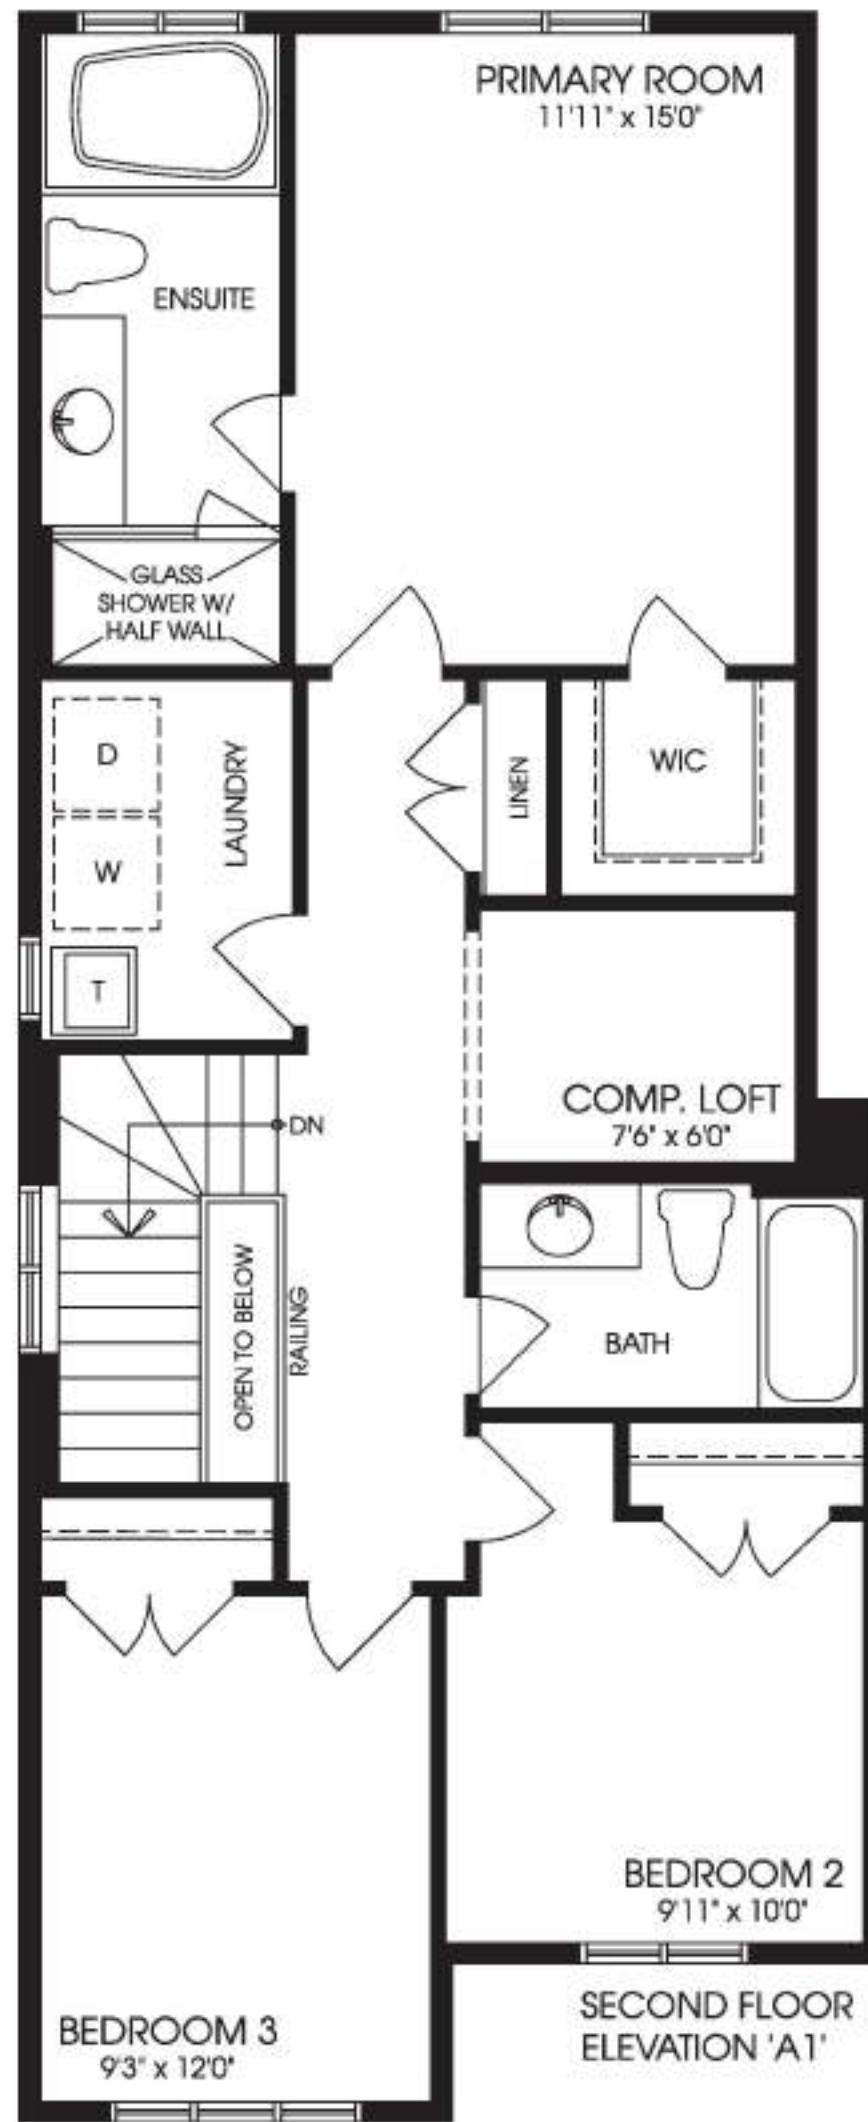 PRIMARY ROOM
11'11" x 15'0"
ENSUITE
GLASS
SHOWER W/
HALF WALL
D
LAUNDRY
W
T
LINEN
WIC
COMP. LOFT
7'6" x 6'0"
DN
OPEN TO BELOW
RAILING
BATH
BEDROOM 2
9'11" x 10'0"
BEDROOM 3
9'3" x 12'0"
SECOND FLOOR
ELEVATION 'A1'